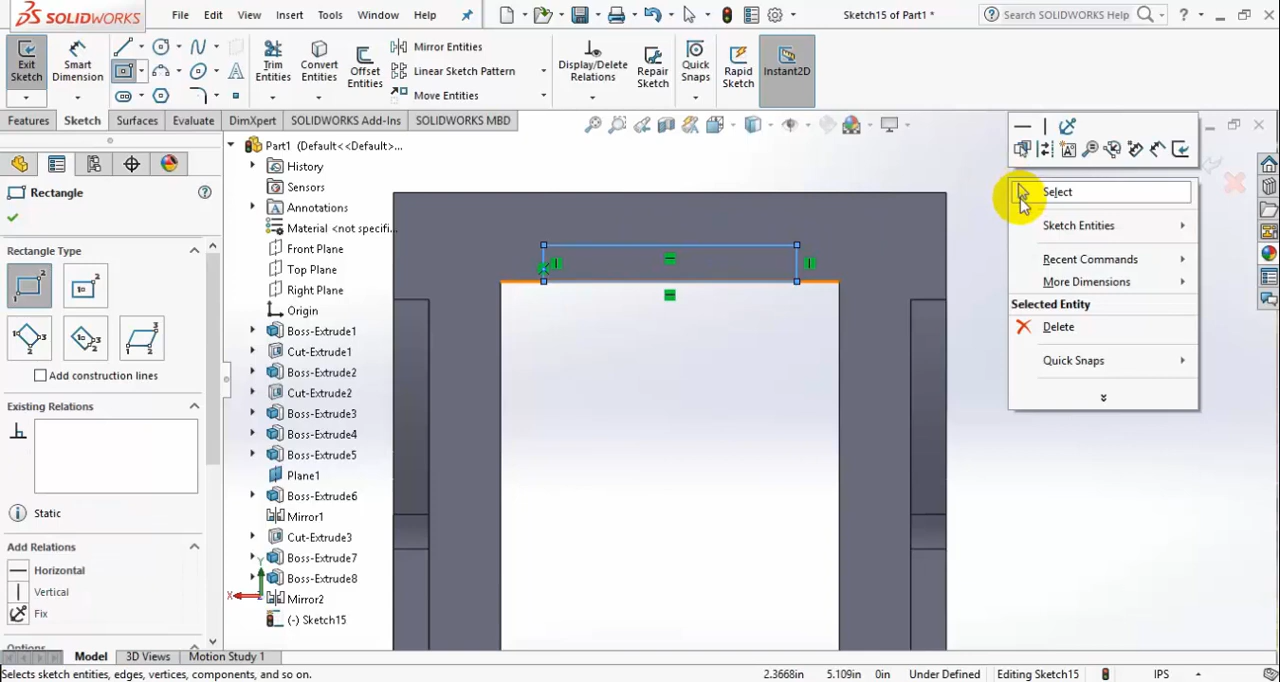 SOLIDWORKS
File Edit View Insert Tools Window Help
Sketch15 of Part1 *
Search SOLIDWORKS Help
Exit Sketch
Smart Dimension
Trim Entities
Convert Entities
Offset Entities
Mirror Entities
Linear Sketch Pattern
Move Entities
Display/Delete Relations
Repair Sketch
Quick Snaps
Rapid Sketch
Instant2D
Features Sketch Surfaces Evaluate DimXpert SOLIDWORKS Add-Ins SOLIDWORKS MBD
Rectangle
Rectangle Type
Add construction lines
Existing Relations
Static
Add Relations
Horizontal
Vertical
Fix
Options
Part1 (Default<<Default>...
History
Sensors
Annotations
Material <not specifi...
Front Plane
Top Plane
Right Plane
Origin
Boss-Extrude1
Cut-Extrude1
Boss-Extrude2
Cut-Extrude2
Boss-Extrude3
Boss-Extrude4
Boss-Extrude5
Plane1
Boss-Extrude6
Mirror1
Cut-Extrude3
Boss-Extrude7
Boss-Extrude8
Mirror2
(-) Sketch15
Y
X
Select
Sketch Entities
Recent Commands
More Dimensions
Selected Entity
Delete
Quick Snaps
Model 3D Views Motion Study 1
Selects sketch entities, edges, vertices, components, and so on.
2.3668in 5.109in 0in Under Defined Editing Sketch15 IPS